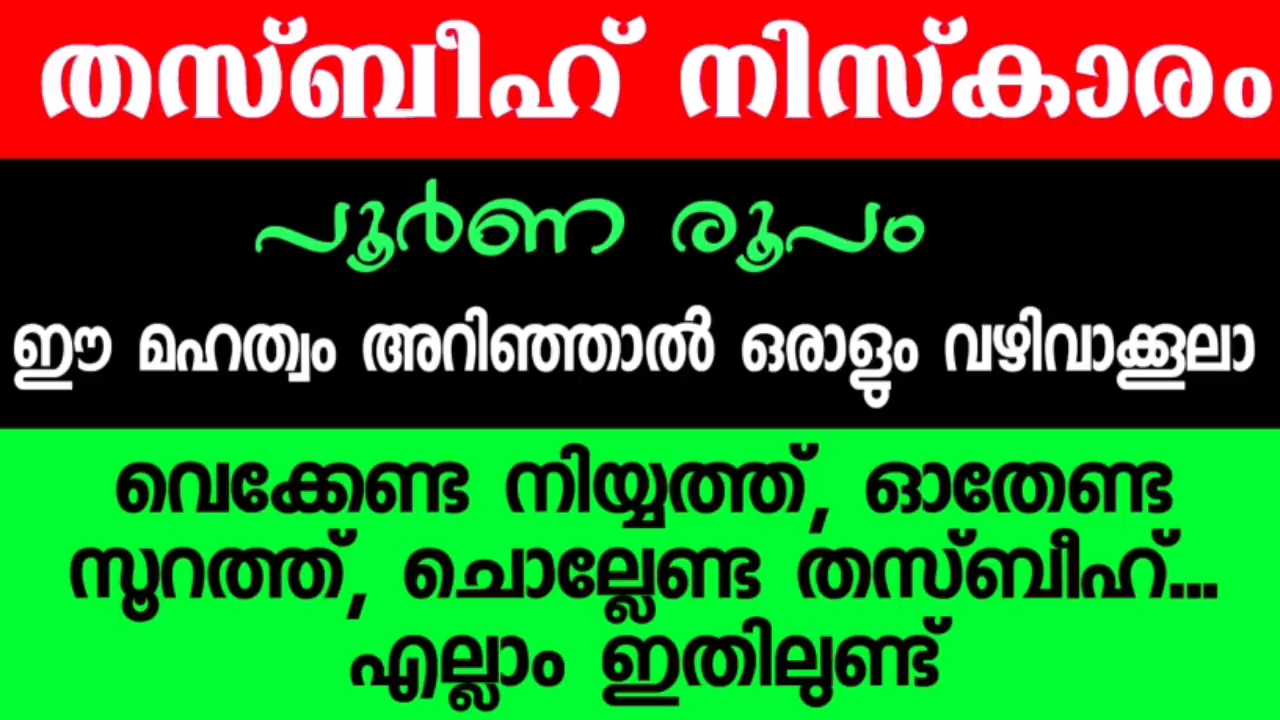 തസ്ബീഹ് നിസ്കാരം
പൂർണ രൂപം
ഈ മഹത്വം അറിഞ്ഞാൽ ഒരാളും വഴിവാക്കൂലാ
വെക്കേണ്ട നിയ്യത്ത്, ഓതേണ്ട
സൂറത്ത്, ചൊല്ലേണ്ട തസ്ബീഹ്...
എല്ലാം ഇതിലുണ്ട്